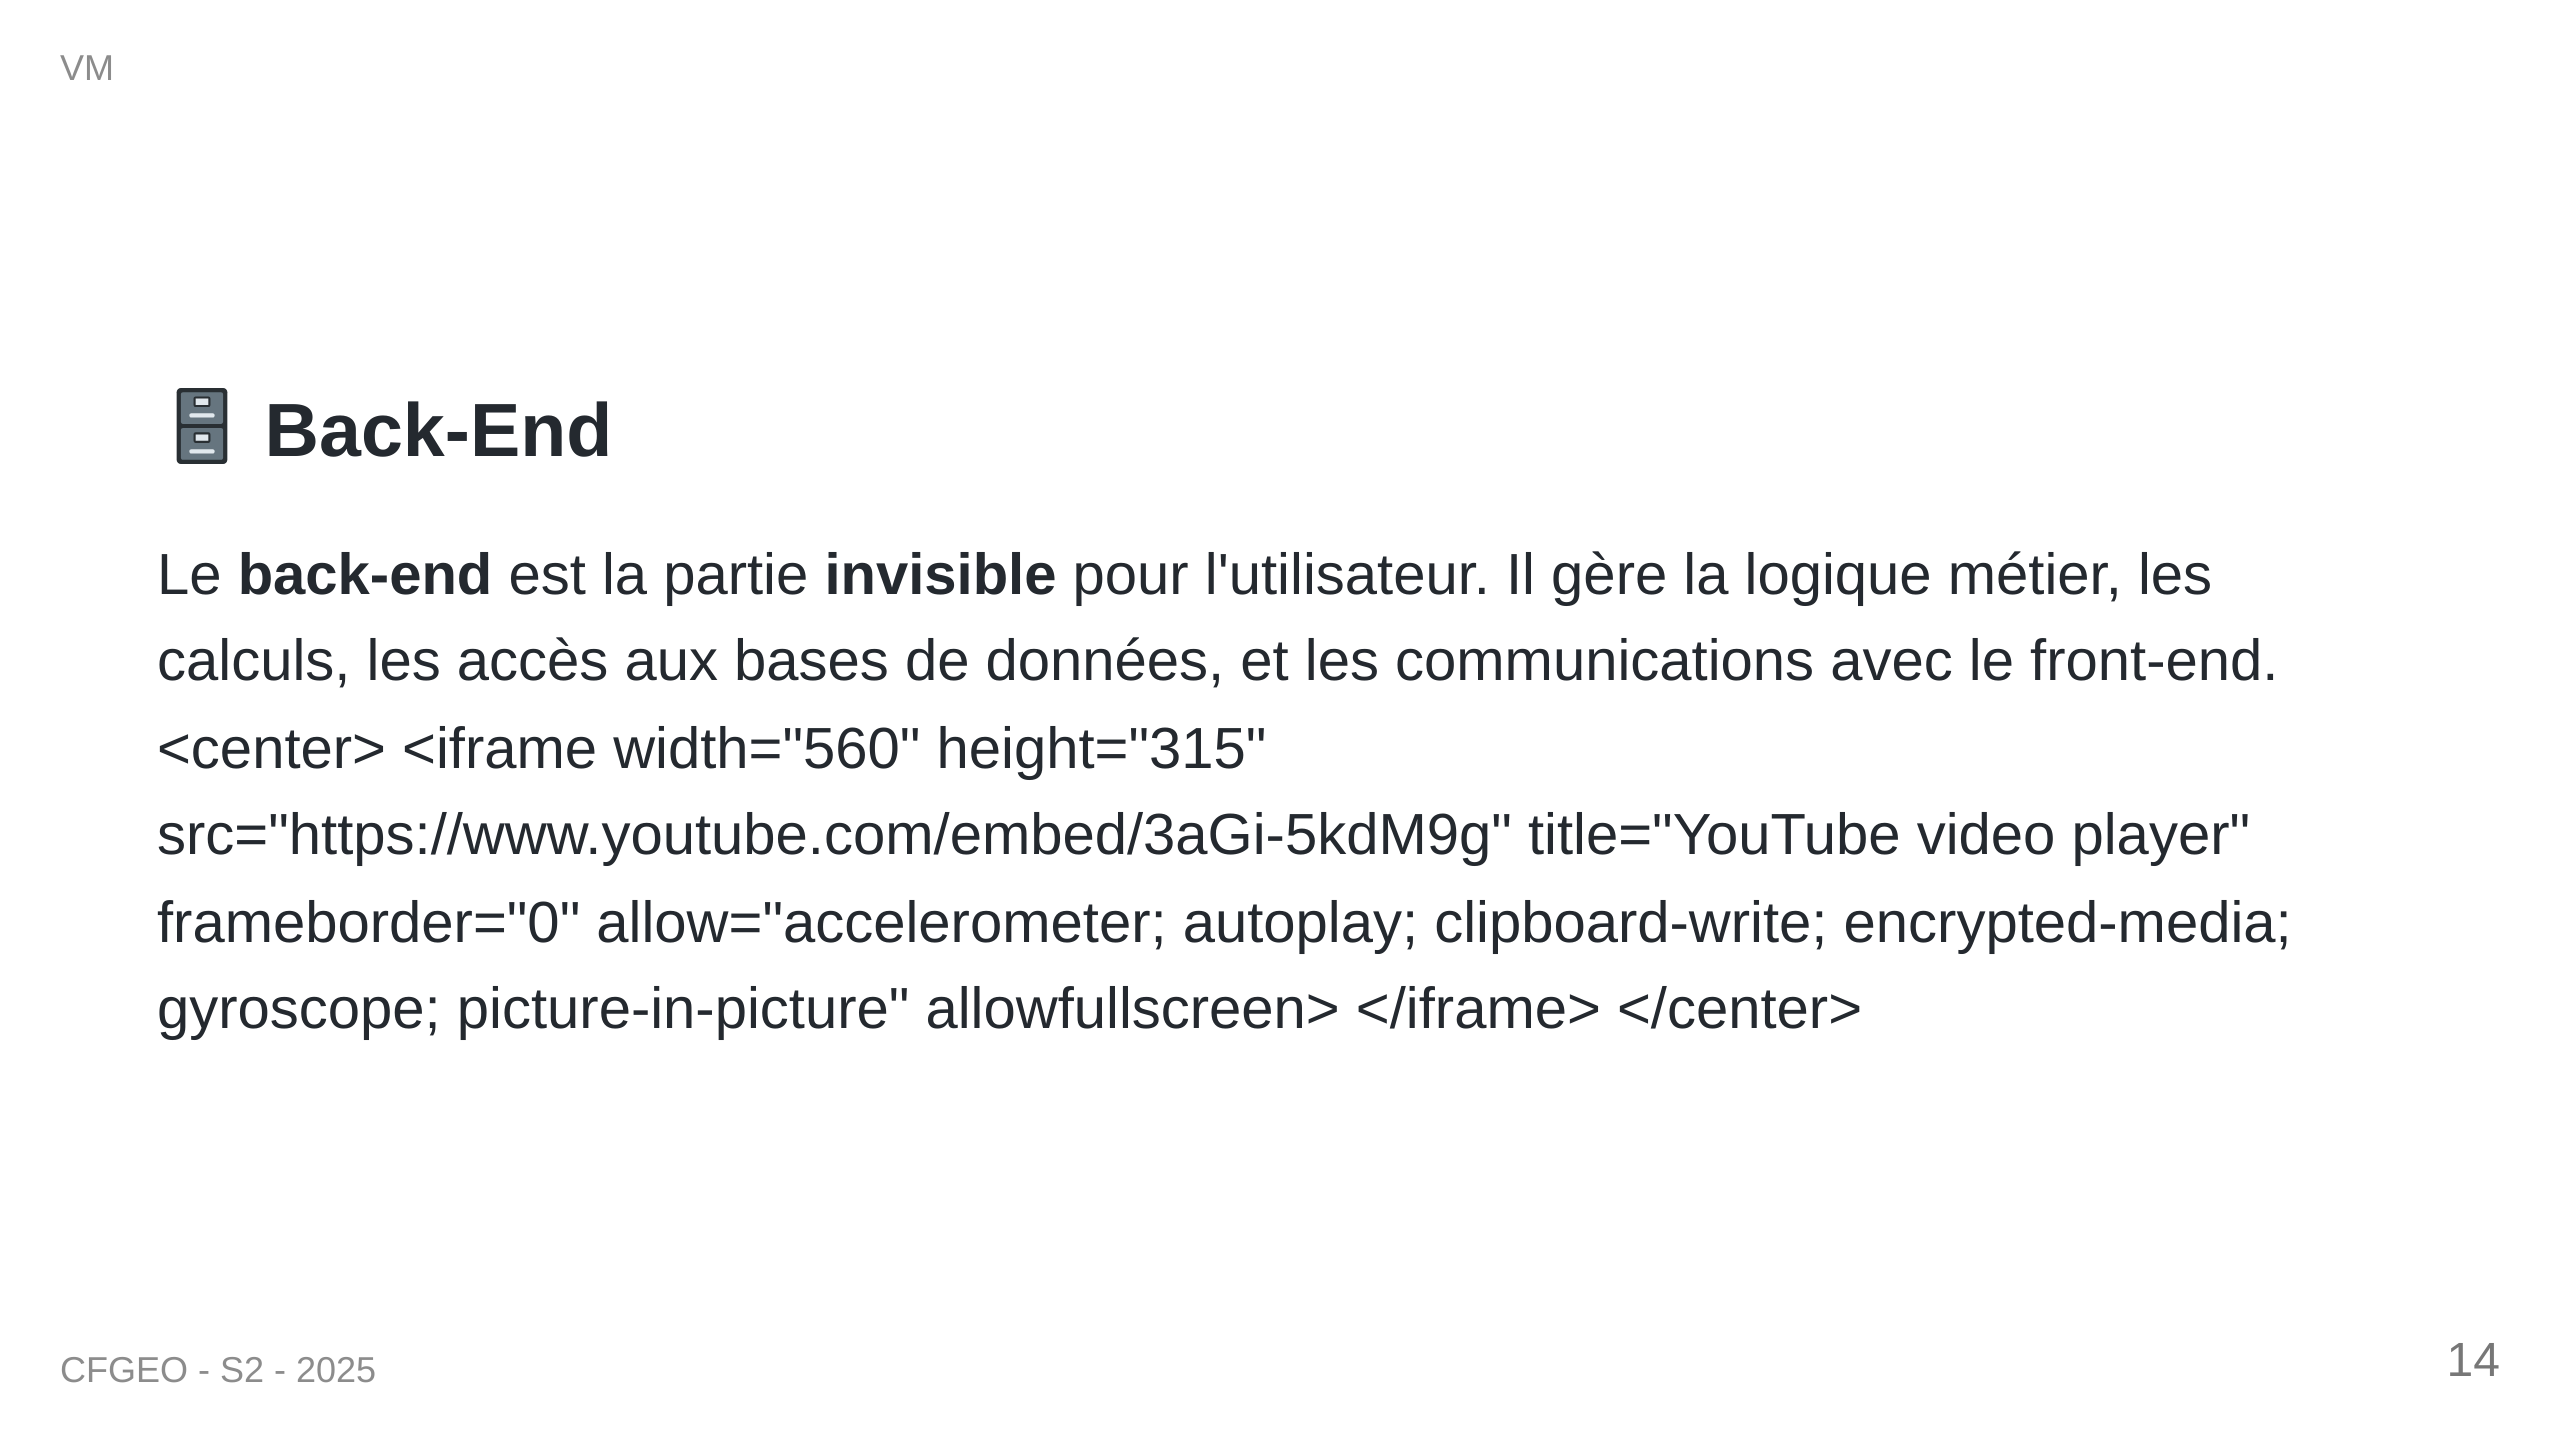 VM
Back-End
Le back-end est la partie invisible pour l'utilisateur. Il gère la logique métier, les
calculs, les accès aux bases de données, et les communications avec le front-end.
<center> <iframe width="560" height="315"
src="https://www.youtube.com/embed/3aGi-5kdM9g" title="YouTube video player"
frameborder="0" allow="accelerometer; autoplay; clipboard-write; encrypted-media;
gyroscope; picture-in-picture" allowfullscreen> </iframe> </center>
CFGEO - S2 - 2025
14